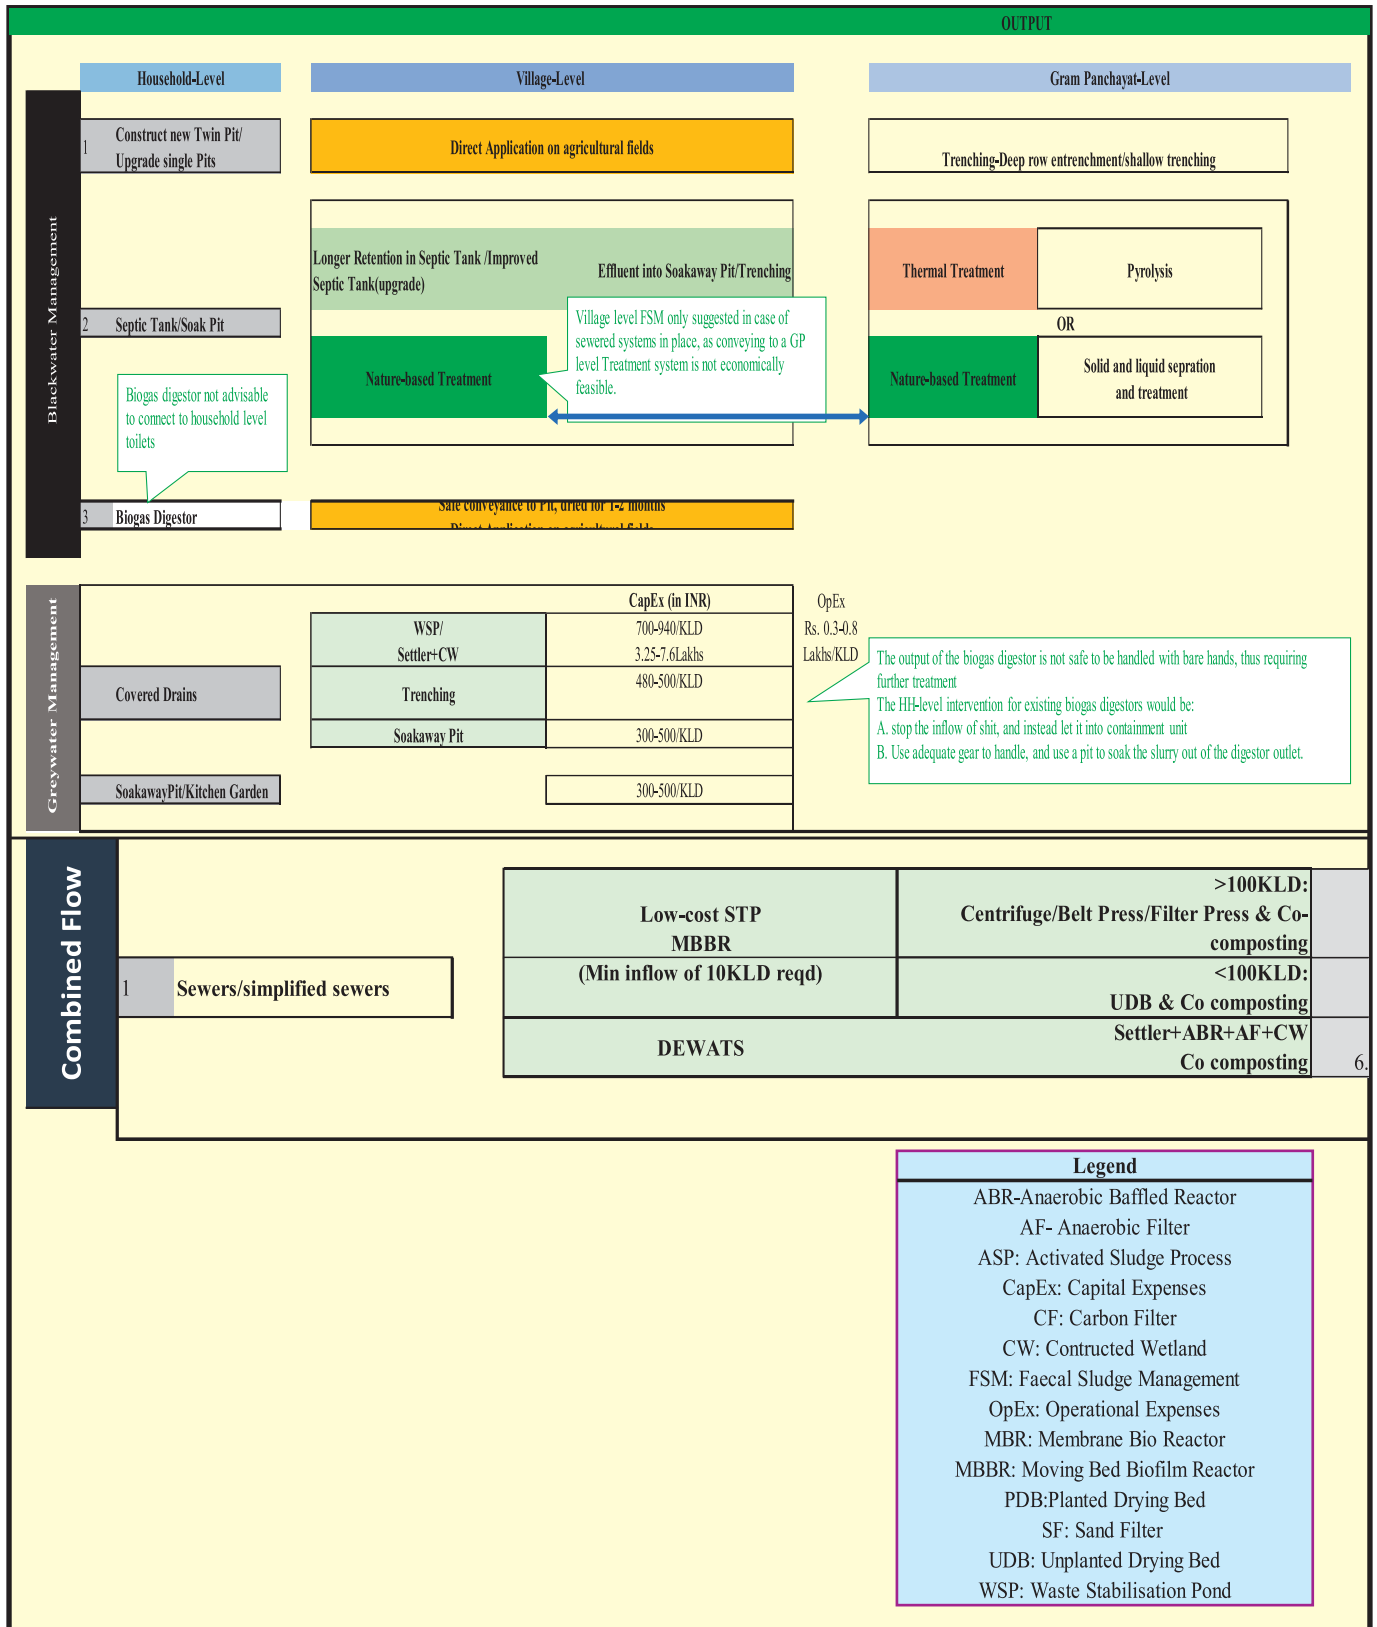 OUTPUT
Household-Level
Village-Level
Gram Panchayat-Level
Blackwater Management
1
Construct new Twin Pit/
Upgrade single Pits
Direct Application on agricultural fields
Trenching-Deep row entrenchment/shallow trenching
Longer Retention in Septic Tank /Improved
Septic Tank(upgrade)
Effluent into Soakaway Pit/Trenching
Thermal Treatment
Pyrolysis
2
Septic Tank/Soak Pit
Village level FSM only suggested in case of
sewered systems in place, as conveying to a GP
level Treatment system is not economically
feasible.
OR
Nature-based Treatment
Nature-based Treatment
Solid and liquid sepration
and treatment
Biogas digestor not advisable
to connect to household level
toilets
3
Biogas Digestor
Safe conveyance to Pit, dried for 1-2 months
Direct Application on agricultural fields
Greywater Management
CapEx (in INR)
OpEx
WSP/
Settler+CW
700-940/KLD
3.25-7.6Lakhs
Rs. 0.3-0.8
Lakhs/KLD
Covered Drains
Trenching
480-500/KLD
Soakaway Pit
300-500/KLD
SoakawayPit/Kitchen Garden
300-500/KLD
The output of the biogas digestor is not safe to be handled with bare hands, thus requiring
further treatment
The HH-level intervention for existing biogas digestors would be:
A. stop the inflow of shit, and instead let it into containment unit
B. Use adequate gear to handle, and use a pit to soak the slurry out of the digestor outlet.
Combined Flow
1
Sewers/simplified sewers
Low-cost STP
MBBR
(Min inflow of 10KLD reqd)
>100KLD:
Centrifuge/Belt Press/Filter Press & Co-
composting
<100KLD:
UDB & Co composting
DEWATS
Settler+ABR+AF+CW
Co composting
6.
Legend
ABR-Anaerobic Baffled Reactor
AF- Anaerobic Filter
ASP: Activated Sludge Process
CapEx: Capital Expenses
CF: Carbon Filter
CW: Contructed Wetland
FSM: Faecal Sludge Management
OpEx: Operational Expenses
MBR: Membrane Bio Reactor
MBBR: Moving Bed Biofilm Reactor
PDB:Planted Drying Bed
SF: Sand Filter
UDB: Unplanted Drying Bed
WSP: Waste Stabilisation Pond